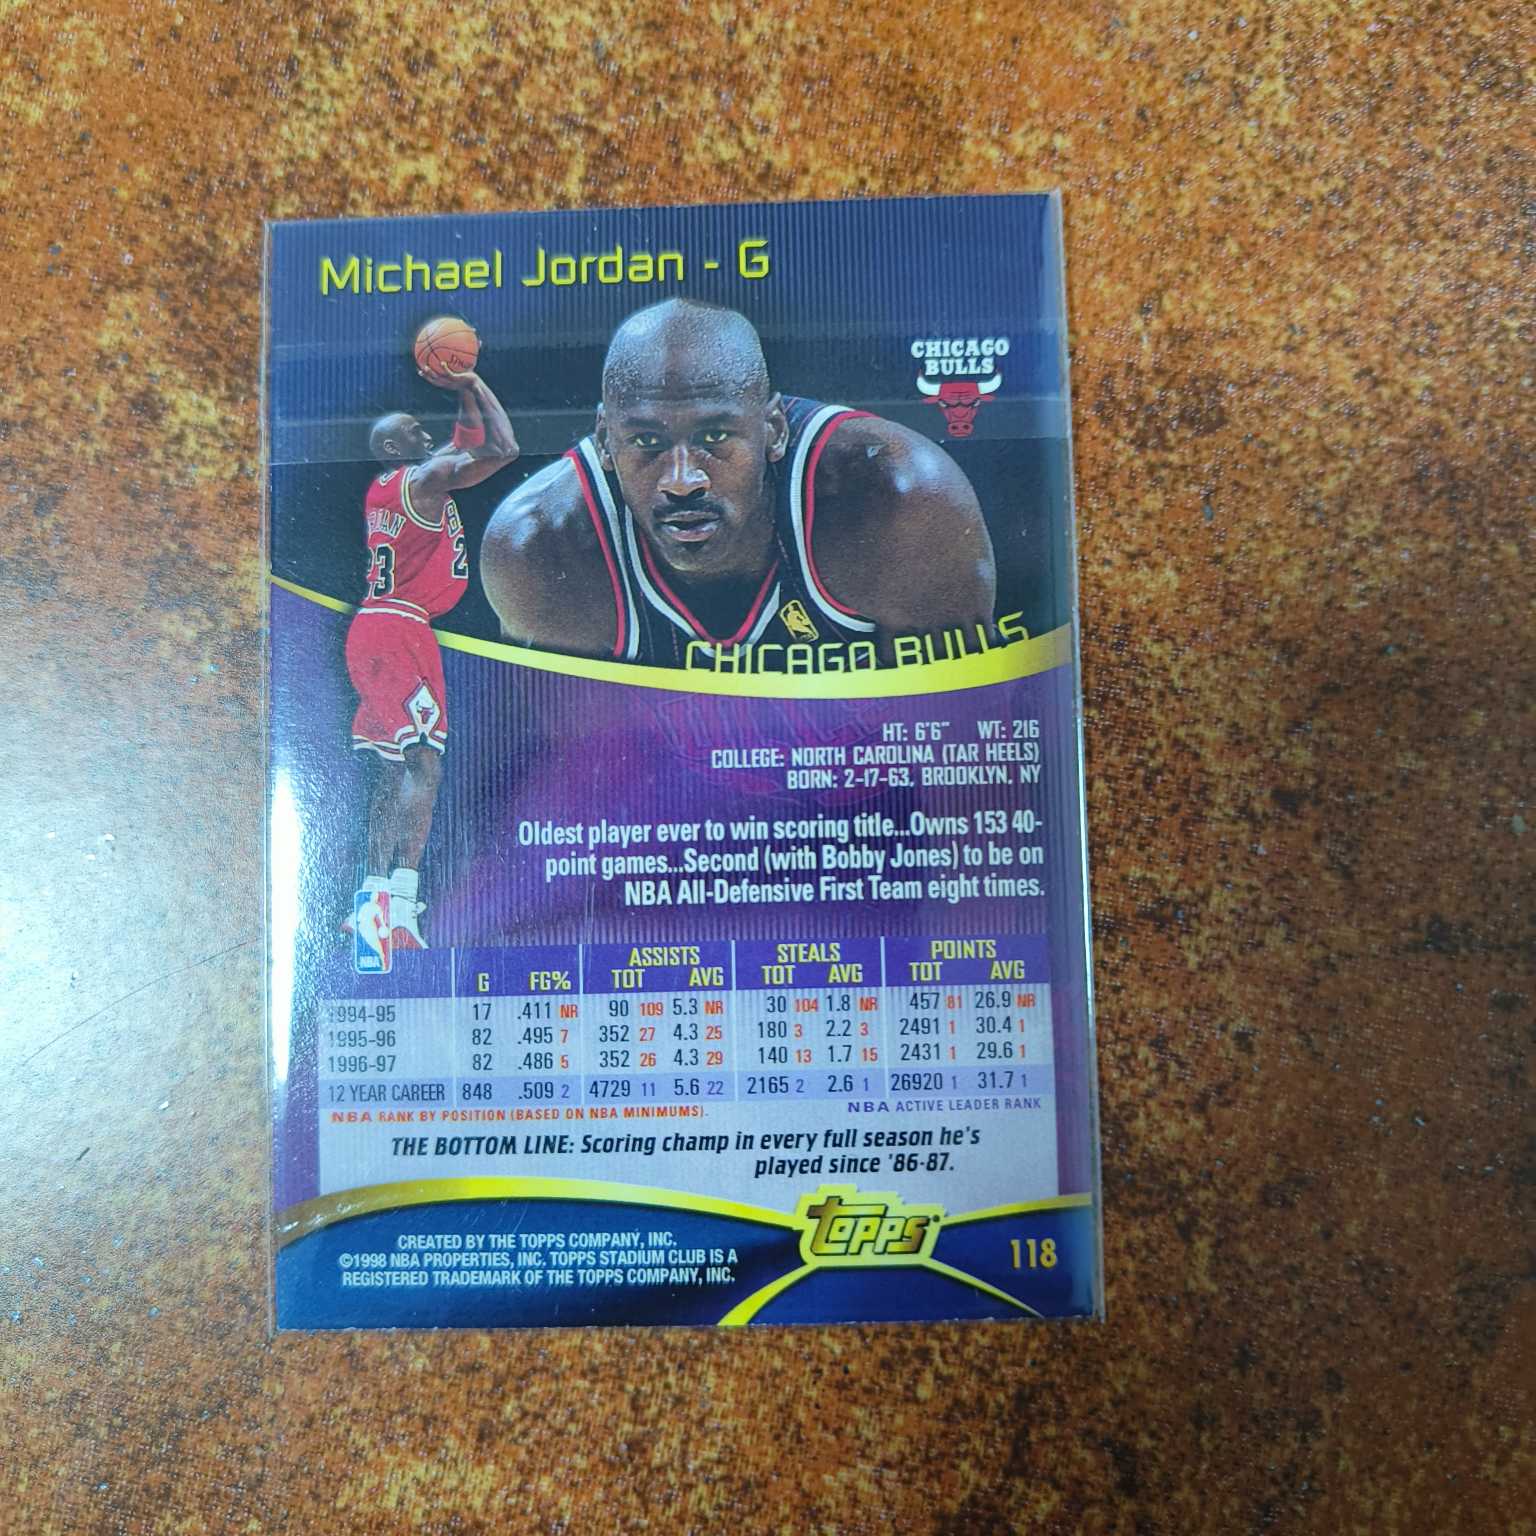 Michael Jordan - G
CHICAGO
BULLS
23
CHICAGO BULLS
HT: 6'6" WT: 216
COLLEGE: NORTH CAROLINA (TAR HEELS)
BORN: 2-17-63, BROOKLYN, NY
Oldest player ever to win scoring title...Owns 153 40-
point games...Second (with Bobby Jones) to be on
NBA All-Defensive First Team eight times.
NBA
ASSISTS STEALS POINTS
G FG% TOT AVG TOT AVG TOT AVG
1994-95 17 .411 NR 90 109 5.3 NR 30 104 1.8 NR 457 81 26.9 NR
1995-96 82 .495 7 352 27 4.3 25 180 3 2.2 3 2491 1 30.4 1
1996-97 82 .486 5 352 26 4.3 29 140 13 1.7 15 2431 1 29.6 1
12 YEAR CAREER 848 .509 2 4729 11 5.6 22 2165 2 2.6 1 26920 1 31.7 1
NBA RANK BY POSITION (BASED ON NBA MINIMUMS). NBA ACTIVE LEADER RANK
THE BOTTOM LINE: Scoring champ in every full season he's
played since '86-87.
topps
CREATED BY THE TOPPS COMPANY, INC.
©1998 NBA PROPERTIES, INC. TOPPS STADIUM CLUB IS A
REGISTERED TRADEMARK OF THE TOPPS COMPANY, INC.
118